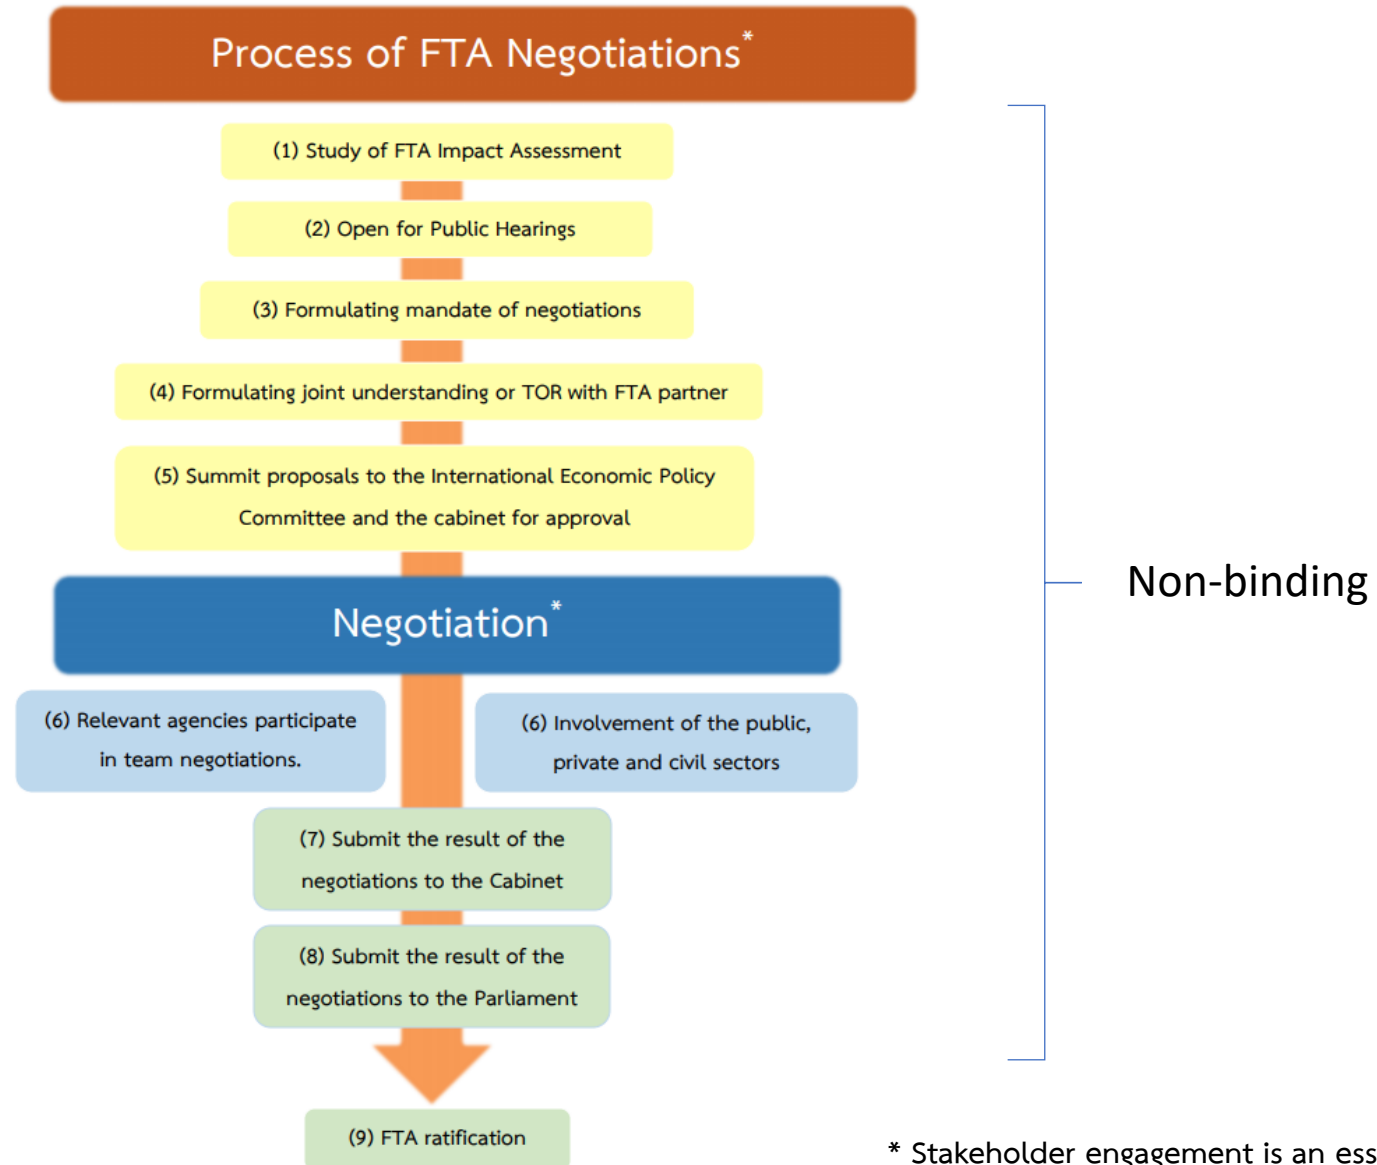 Process of FTA Negotiations*
(1) Study of FTA Impact Assessment
(2) Open for Public Hearings
(3) Formulating mandate of negotiations
(4) Formulating joint understanding or TOR with FTA partner
(5) Summit proposals to the International Economic Policy
Committee and the cabinet for approval
Non-binding
Negotiation*
(6) Relevant agencies participate
in team negotiations.
(6) Involvement of the public,
private and civil sectors
(7) Submit the result of the
negotiations to the Cabinet
(8) Submit the result of the
negotiations to the Parliament
(9) FTA ratification
* Stakeholder engagement is an ess